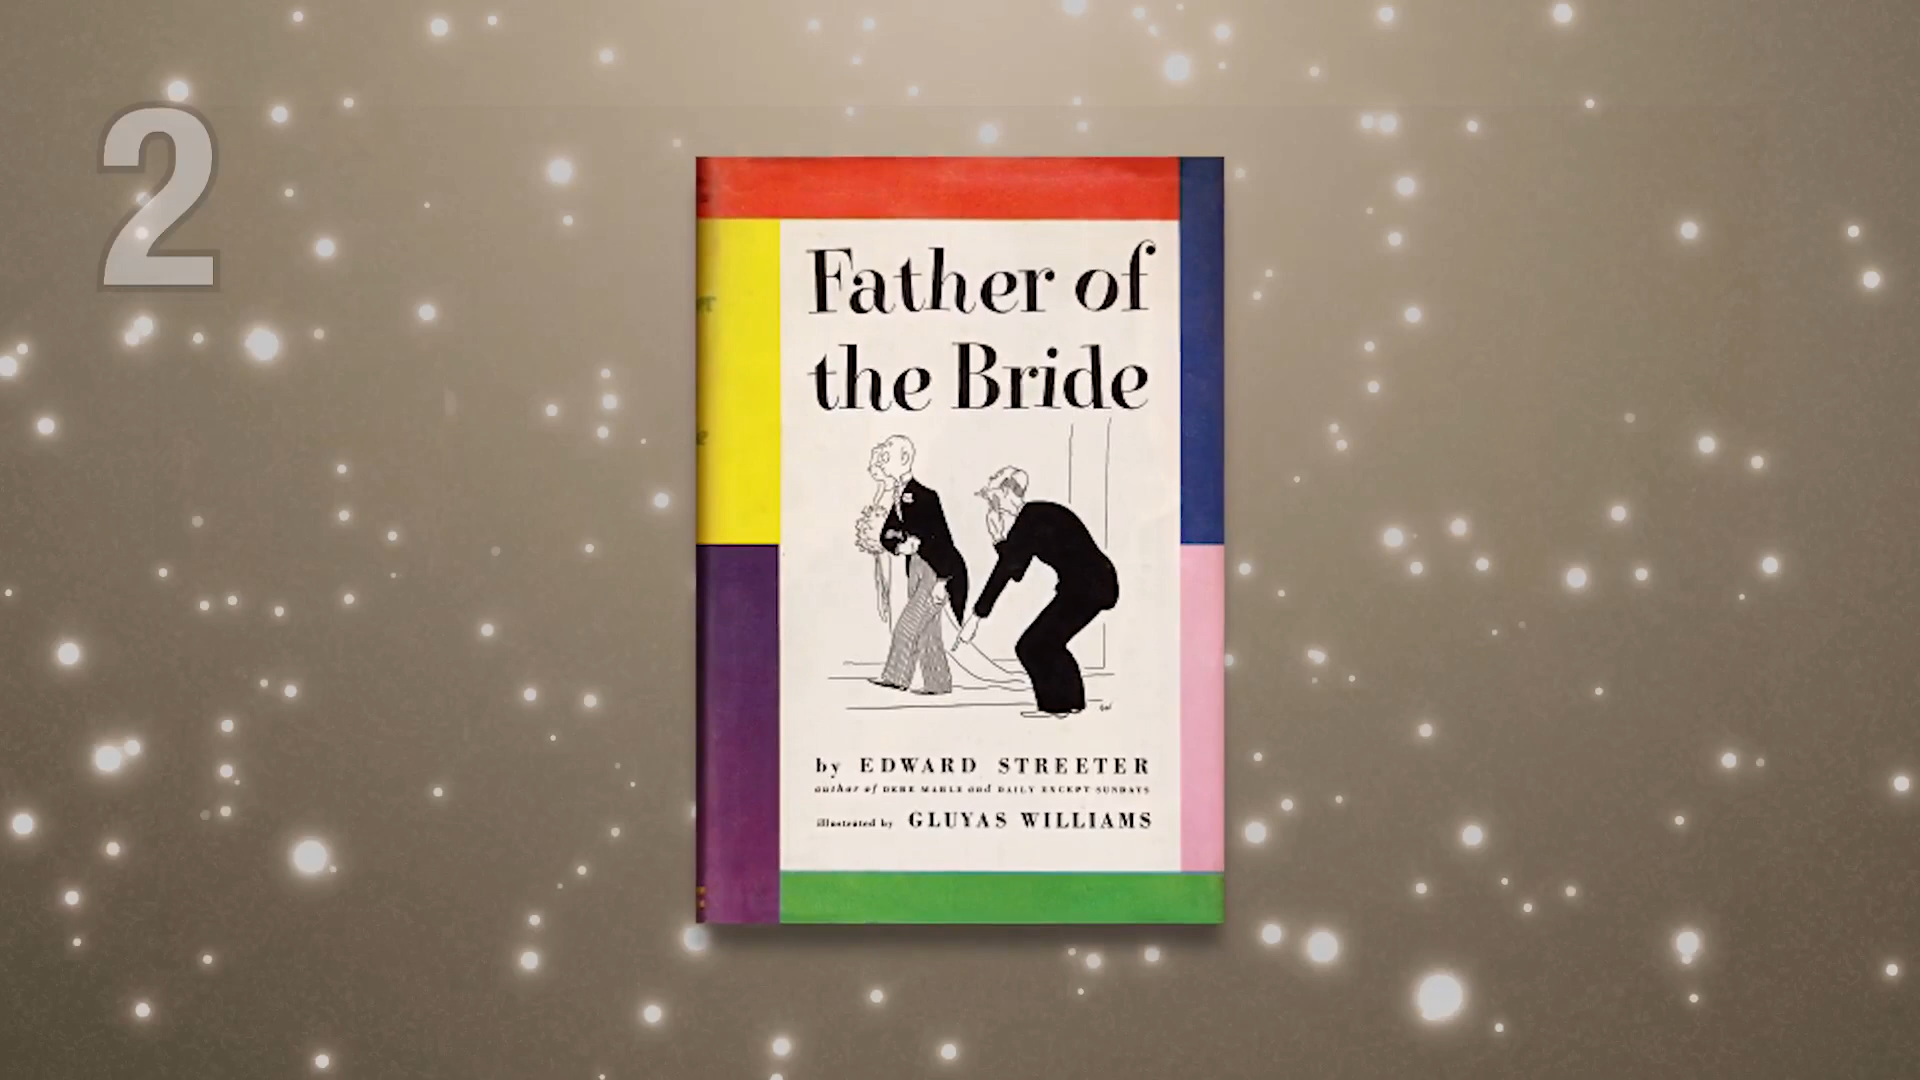 2
Father of
the Bride
by EDWARD STREETER
author of DERE MABLE and DAILY EXCEPT SUNDAYS
illustrated by GLUYAS WILLIAMS